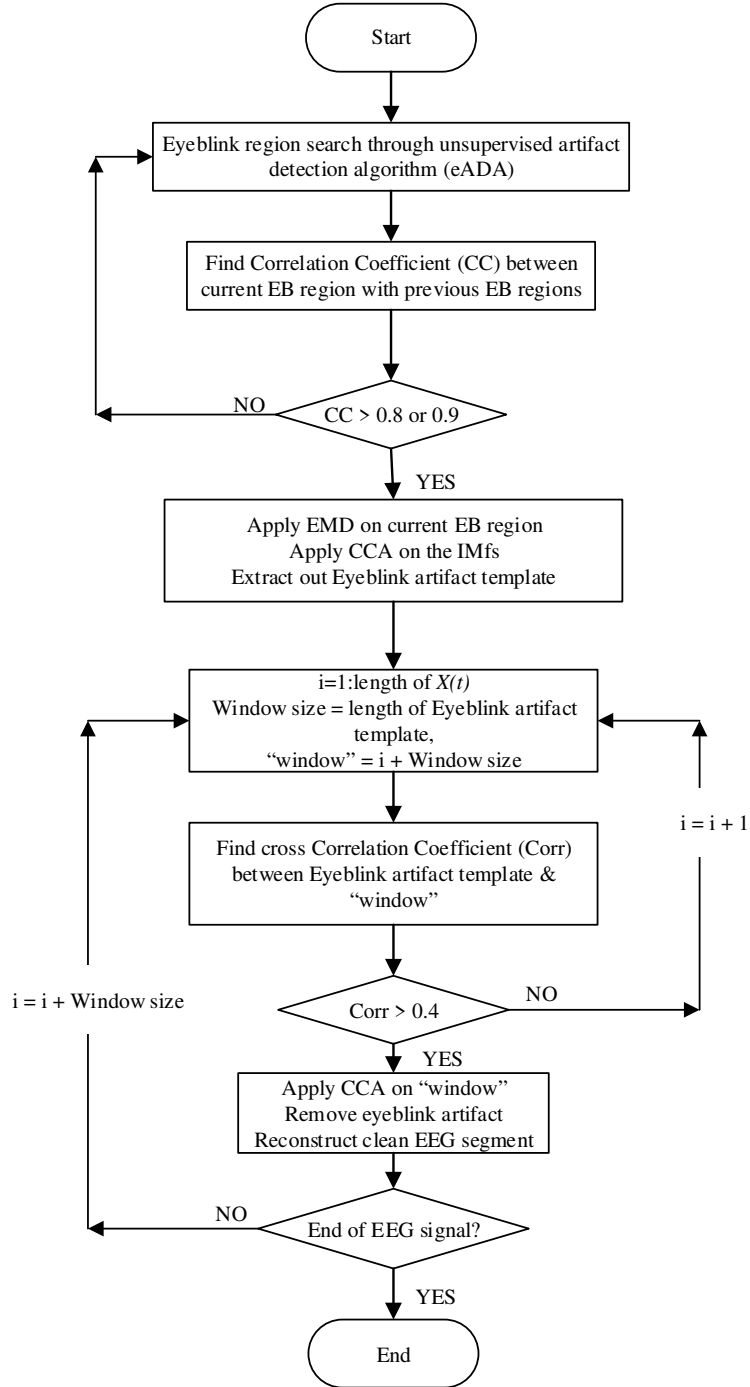 Start
Eyeblink region search through unsupervised artifact
detection algorithm (eADA)
Find Correlation Coefficient (CC) between
current EB region with previous EB regions
NO
CC > 0.8 or 0.9
YES
Apply EMD on current EB region
Apply CCA on the IMfs
Extract out Eyeblink artifact template
i=1:length of X(t)
Window size = length of Eyeblink artifact
template,
“window” = i + Window size
i = i + 1
Find cross Correlation Coefficient (Corr)
between Eyeblink artifact template &
“window”
i = i + Window size
Corr > 0.4
NO
YES
Apply CCA on “window”
Remove eyeblink artifact
Reconstruct clean EEG segment
NO
End of EEG signal?
YES
End